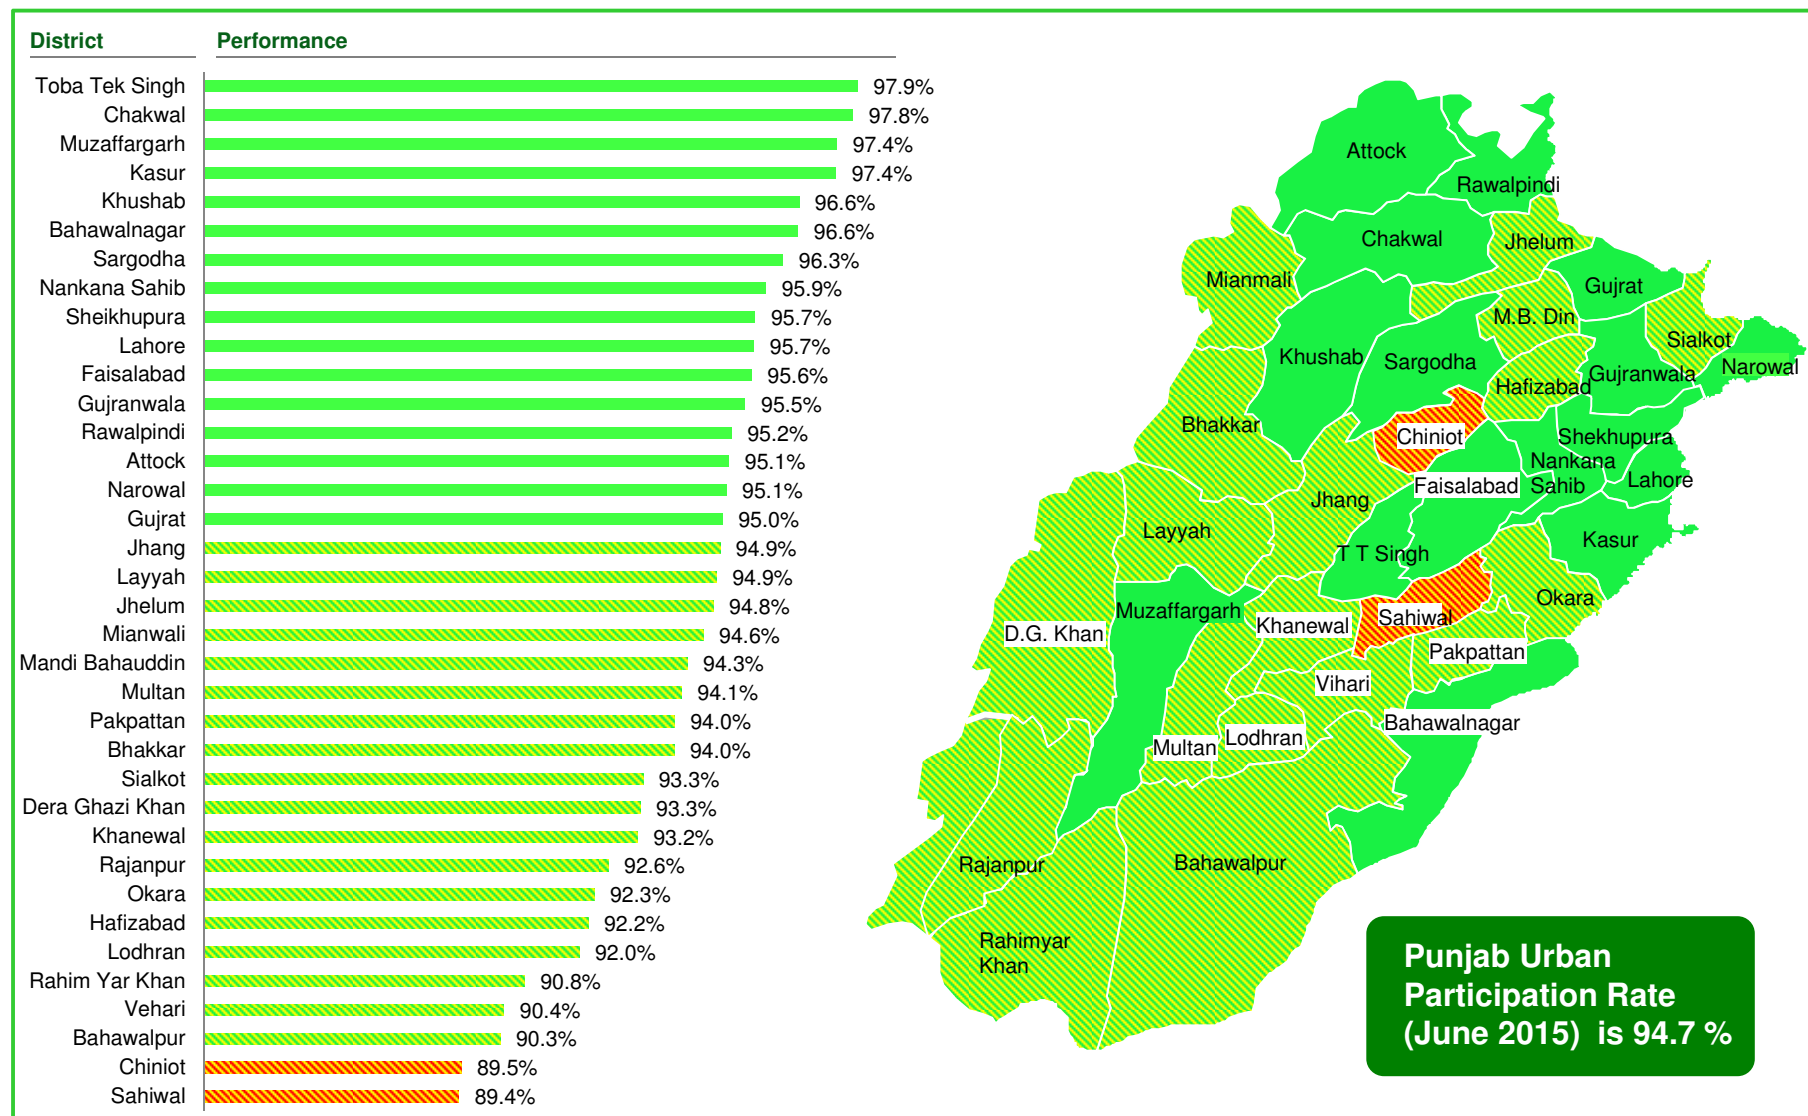 District Performance
Toba Tek Singh 97.9%
Chakwal 97.8%
Muzaffargarh 97.4%
Kasur 97.4%
Khushab 96.6%
Bahawalnagar 96.6%
Sargodha 96.3%
Nankana Sahib 95.9%
Sheikhupura 95.7%
Lahore 95.7%
Faisalabad 95.6%
Gujranwala 95.5%
Rawalpindi 95.2%
Attock 95.1%
Narowal 95.1%
Gujrat 95.0%
Jhang 94.9%
Layyah 94.9%
Jhelum 94.8%
Mianwali 94.6%
Mandi Bahauddin 94.3%
Multan 94.1%
Pakpattan 94.0%
Bhakkar 94.0%
Sialkot 93.3%
Dera Ghazi Khan 93.3%
Khanewal 93.2%
Rajanpur 92.6%
Okara 92.3%
Hafizabad 92.2%
Lodhran 92.0%
Rahim Yar Khan 90.8%
Vehari 90.4%
Bahawalpur 90.3%
Chiniot 89.5%
Sahiwal 89.4%
Attock
Rawalpindi
Chakwal
Jhelum
Mianmali
Gujrat
M.B. Din
Sialkot
Khushab
Sargodha
Narowal
Gujranwala
Hafizabad
Bhakkar
Chiniot
Shekhupura
Nankana
Sahib
Lahore
Faisalabad
Jhang
Layyah
Kasur
T T Singh
Okara
Muzaffargarh
Sahiwal
Khanewal
D.G. Khan
Pakpattan
Vihari
Bahawalnagar
Lodhran
Multan
Rajanpur
Bahawalpur
Rahimyar
Khan
Punjab Urban
Participation Rate
(June 2015) is 94.7 %